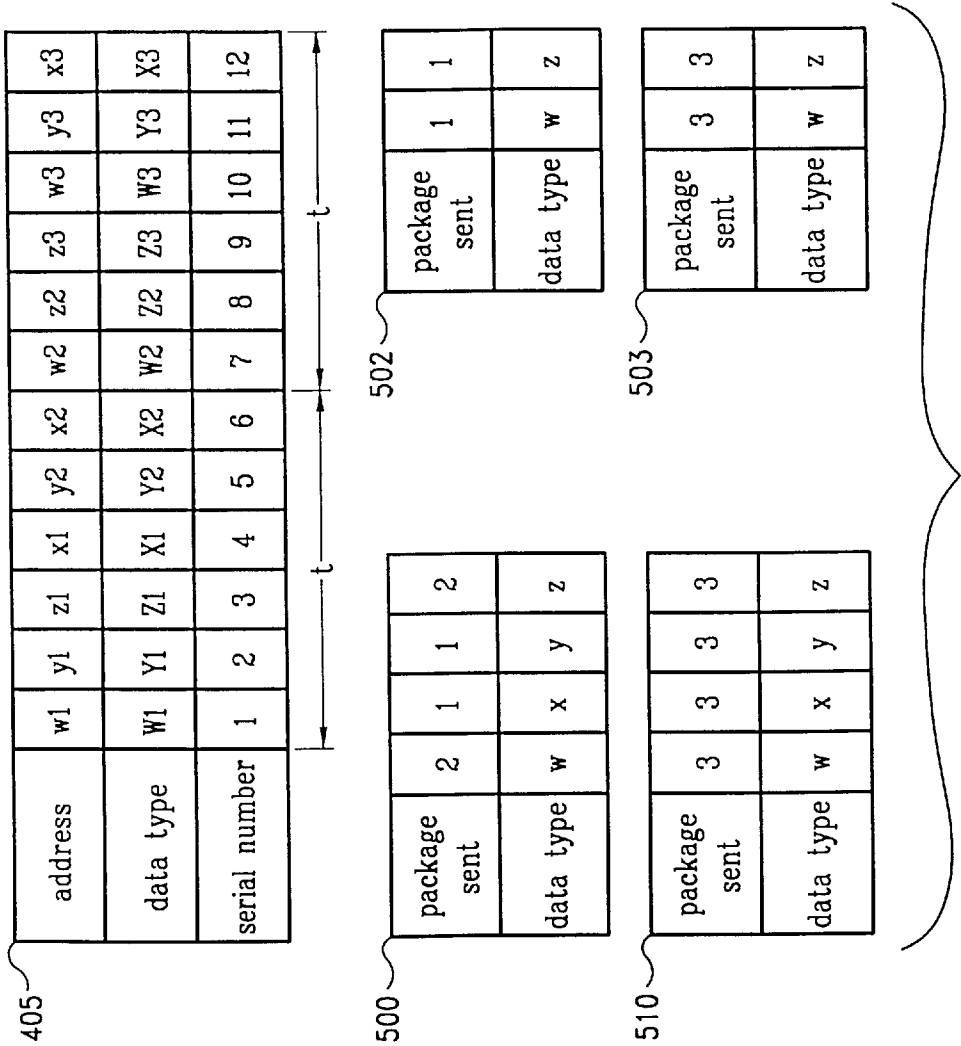 405
address w1 y1 z1 x1 y2 x2 w2 z2 z3 w3 y3 x3
data type W1 Y1 Z1 X1 Y2 X2 W2 Z2 Z3 W3 Y3 X3
serial number 1 2 3 4 5 6 7 8 9 10 11 12
t t
500
package sent 2 1 1 2
data type w x y z
502
package sent 1 1
data type w z
510
package sent 3 3 3 3
data type w x y z
503
package sent 3 3
data type w z